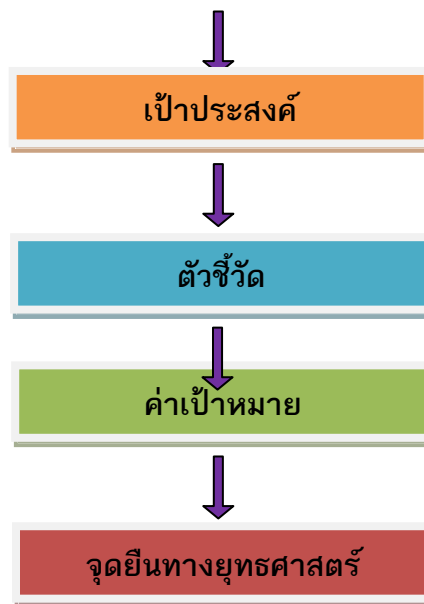 เป้าประสงค์
ตัวชี้วัด
ค่าเป้าหมาย
จุดยืนทางยุทธศาสตร์